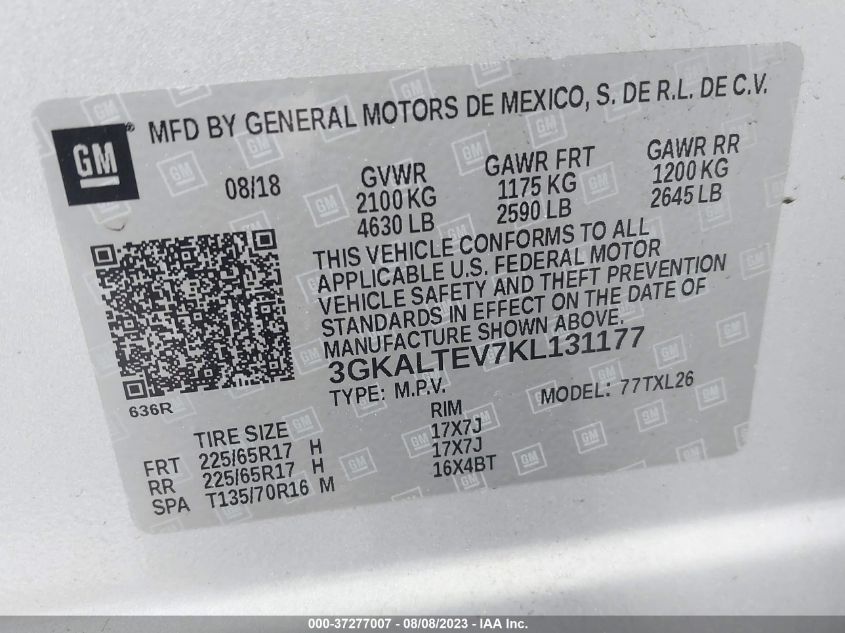 MFD BY GENERAL MOTORS DE MEXICO, S. DE R.L. DE C.V.
GM®
08/18
GVWR GAWR FRT GAWR RR
2100 KG 1175 KG 1200 KG
4630 LB 2590 LB 2645 LB
THIS VEHICLE CONFORMS TO ALL
APPLICABLE U.S. FEDERAL MOTOR
VEHICLE SAFETY AND THEFT PREVENTION
STANDARDS IN EFFECT ON THE DATE OF
MANUFACTURE SHOWN ABOVE.
3GKALTEV7KL131177
TYPE: M.P.V. MODEL: 77TXL26
636R
TIRE SIZE RIM
FRT 225/65R17 H 17X7J
RR 225/65R17 H 17X7J
SPA T135/70R16 M 16X4BT
000-37277007 - 08/08/2023 - IAA Inc.